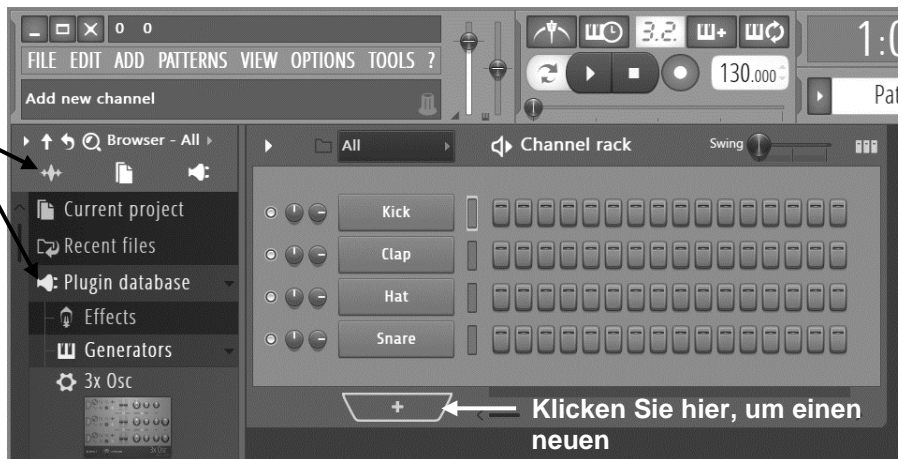 0 0
FILE EDIT ADD PATTERNS VIEW OPTIONS TOOLS ?
Add new channel
3.2.
130.000
1:0
Pat
Browser - All
All
Channel rack
Swing
Current project
Recent files
Plugin database
Effects
Generators
3x Osc
Kick
Clap
Hat
Snare
+
Klicken Sie hier, um einen
neuen